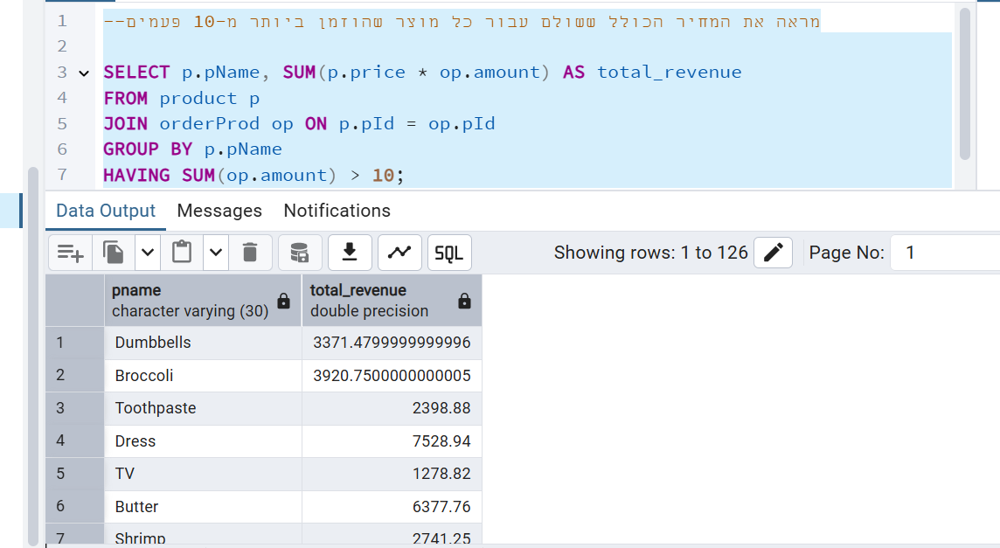 1 --מראה את המחיר הכולל ששולם עבור כל מוצר שהוזמן ביותר מ-10 פעמים
2
3 SELECT p.pName, SUM(p.price * op.amount) AS total_revenue
4 FROM product p
5 JOIN orderProd op ON p.pId = op.pId
6 GROUP BY p.pName
7 HAVING SUM(op.amount) > 10;
Data Output Messages Notifications
SQL Showing rows: 1 to 126 Page No: 1
pname total_revenue
character varying (30) double precision
1 Dumbbells 3371.4799999999996
2 Broccoli 3920.7500000000005
3 Toothpaste 2398.88
4 Dress 7528.94
5 TV 1278.82
6 Butter 6377.76
7 Shrimp 2741.25